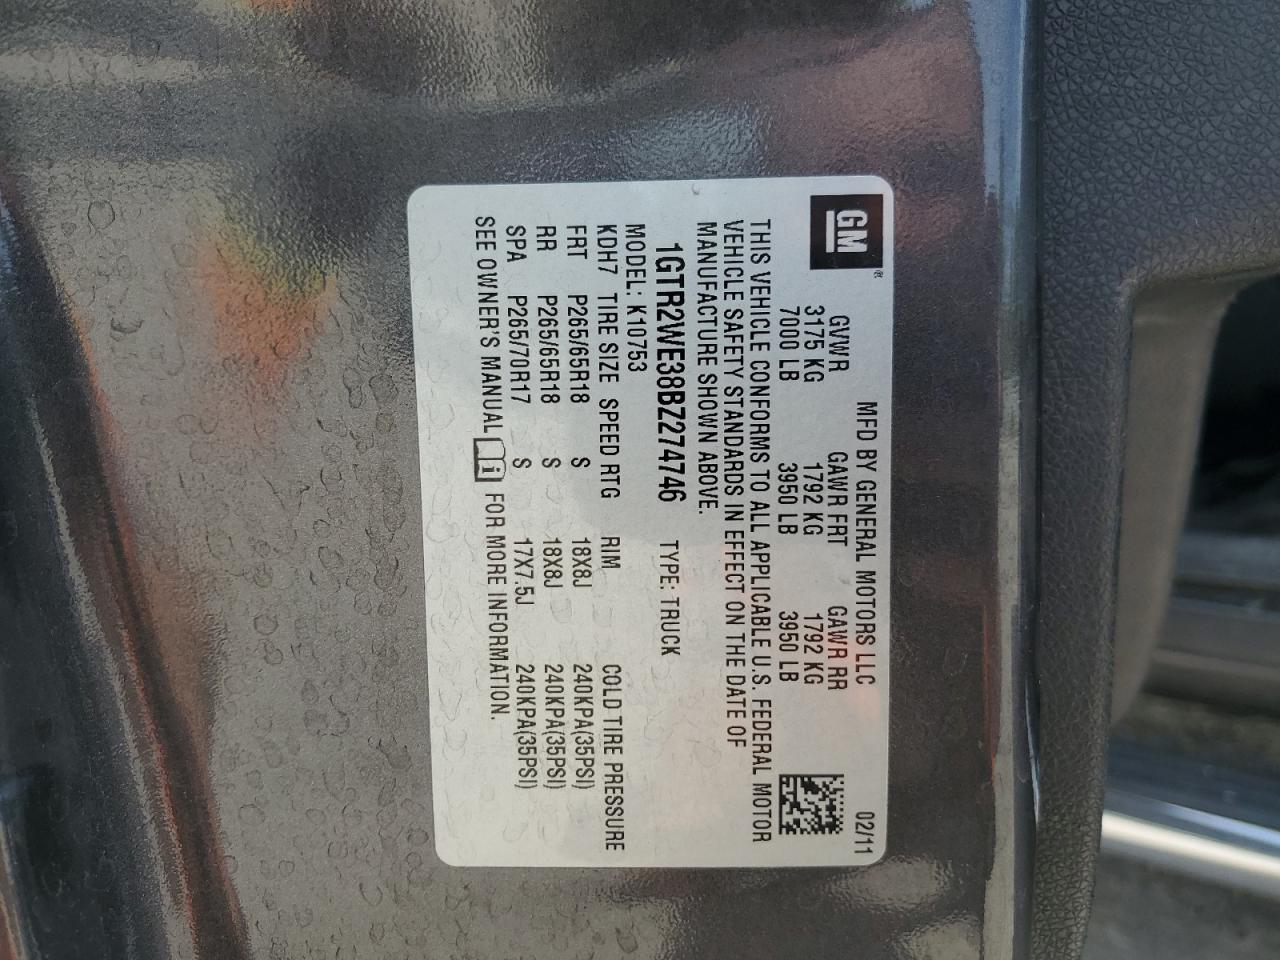 GM®
MFD BY GENERAL MOTORS LLC 02/11
GVWR GAWR FRT GAWR RR
3175 KG 1792 KG 1792 KG
7000 LB 3950 LB 3950 LB
THIS VEHICLE CONFORMS TO ALL APPLICABLE U.S. FEDERAL MOTOR
VEHICLE SAFETY STANDARDS IN EFFECT ON THE DATE OF
MANUFACTURE SHOWN ABOVE.
1GTR2WE38BZ274746 TYPE: TRUCK
MODEL: K10753
KDH7 TIRE SIZE SPEED RTG RIM COLD TIRE PRESSURE
FRT P265/65R18 S 18X8J 240KPA(35PSI)
RR P265/65R18 S 18X8J 240KPA(35PSI)
SPA P265/70R17 S 17X7.5J 240KPA(35PSI)
SEE OWNER'S MANUAL i FOR MORE INFORMATION.